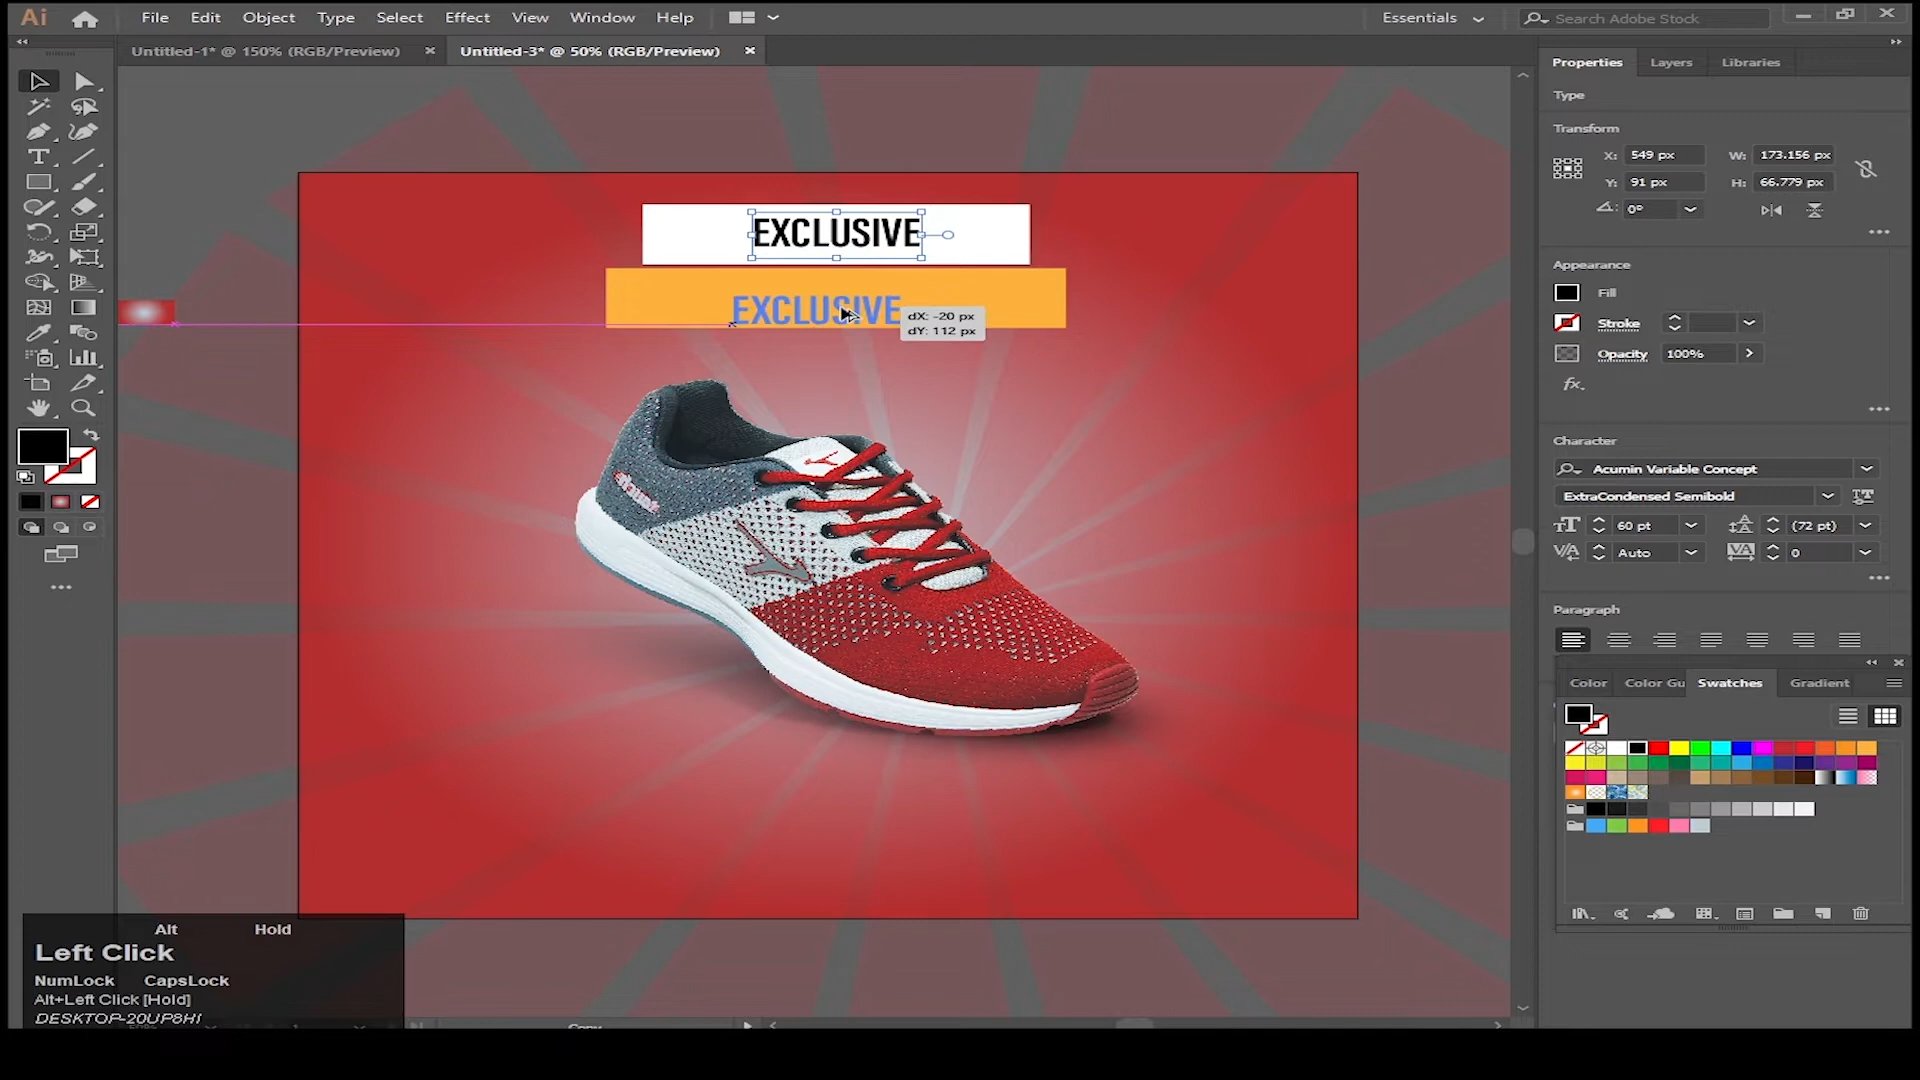 Ai
File Edit Object Type Select Effect View Window Help
Essentials
Search Adobe Stock
Untitled-1* @ 150% (RGB/Preview) ×
Untitled-3* @ 50% (RGB/Preview) ×
Properties Layers Libraries
Type
Transform
X: 549 px W: 173.156 px
Y: 91 px H: 66.779 px
0°
EXCLUSIVE
EXCLUSIVE
dX: -20 px
dY: 112 px
Appearance
Fill
Stroke
Opacity 100%
fx.
Character
Acumin Variable Concept
ExtraCondensed Semibold
60 pt (72 pt)
Auto 0
Paragraph
Color Color Gu Swatches Gradient
Alt Hold
Left Click
NumLock CapsLock
Alt+Left Click [Hold]
DESKTOP-20UP8HI
Copy